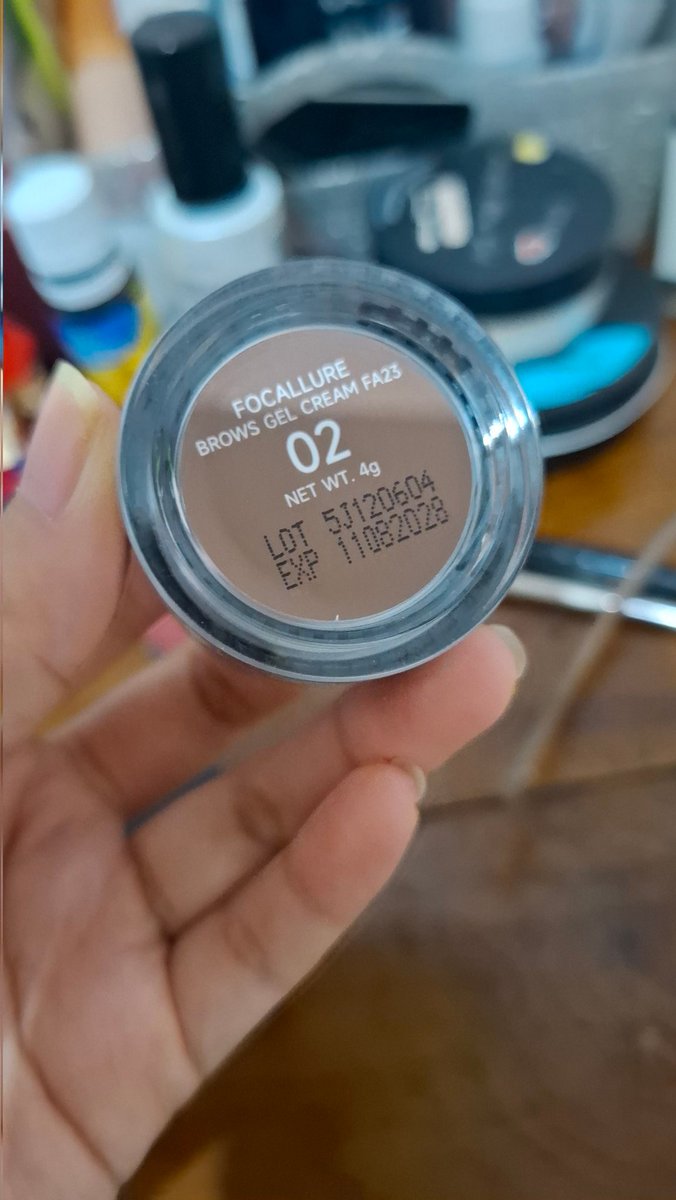 FOCALLURE
BROWS GEL CREAM FA23
02
NET WT. 4g
LOT 5J120604
EXP 11082028